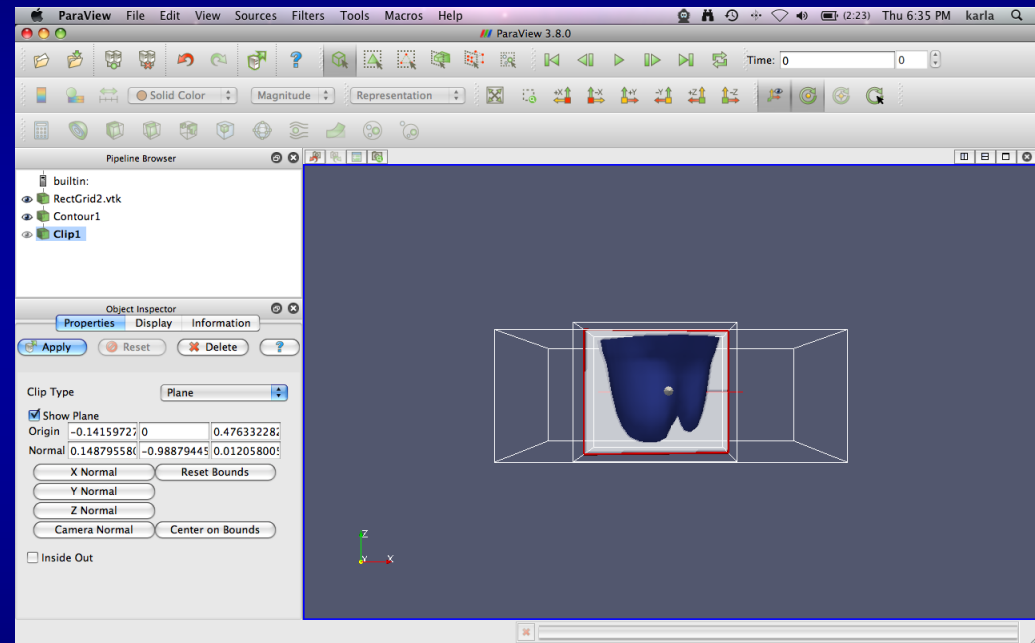 ParaView File Edit View Sources Filters Tools Macros Help (2:23) Thu 6:35 PM karla
ParaView 3.8.0
? Time: 0 0
Solid Color Magnitude Representation +X -X +Y -Y +Z -Z
Pipeline Browser
builtin:
RectGrid2.vtk
Contour1
Clip1
Object Inspector
Properties Display Information
Apply Reset Delete ?
Clip Type Plane
Show Plane
Origin -0.14159727 0 0.476332282
Normal 0.148795580 -0.98879445 0.01205800
X Normal Reset Bounds
Y Normal
Z Normal
Camera Normal Center on Bounds
Inside Out
Z
Y X